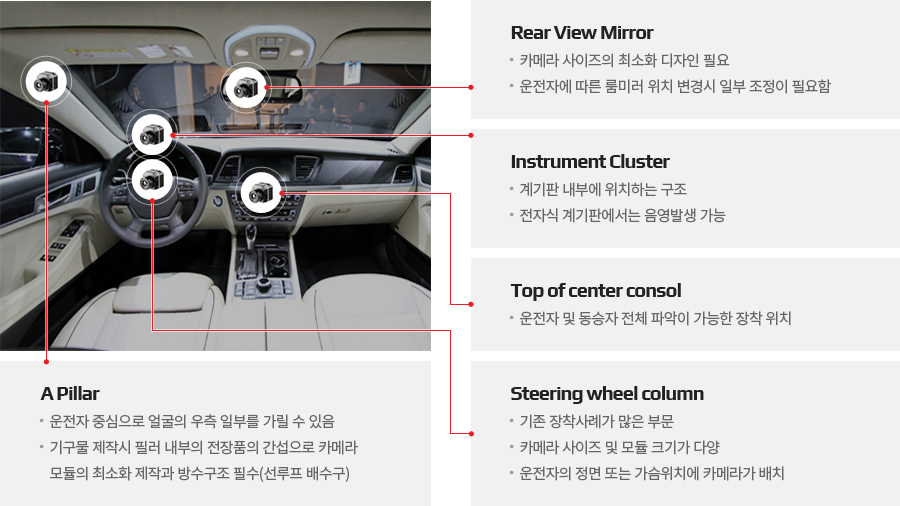 Rear View Mirror
• 카메라 사이즈의 최소화 디자인 필요
• 운전자에 따른 룸미러 위치 변경시 일부 조정이 필요함
Instrument Cluster
• 계기판 내부에 위치하는 구조
• 전자식 계기판에서는 음영발생 가능
Top of center consol
• 운전자 및 동승자 전체 파악이 가능한 장착 위치
A Pillar
• 운전자 중심으로 얼굴의 우측 일부를 가릴 수 있음
• 기구물 제작시 필러 내부의 전장품의 간섭으로 카메라
모듈의 최소화 제작과 방수구조 필수(선루프 배수구)
Steering wheel column
• 기존 장착사례가 많은 부문
• 카메라 사이즈 및 모듈 크기가 다양
• 운전자의 정면 또는 가슴위치에 카메라가 배치